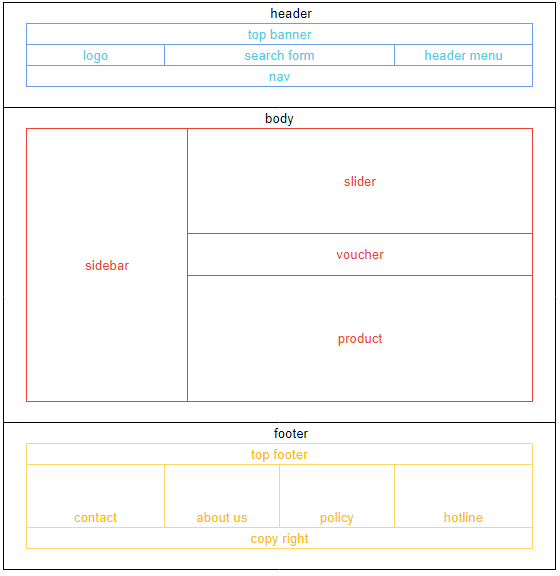 header
top banner
logo search form header menu
nav
body
slider
voucher
sidebar
product
footer
top footer
contact about us policy hotline
copy right